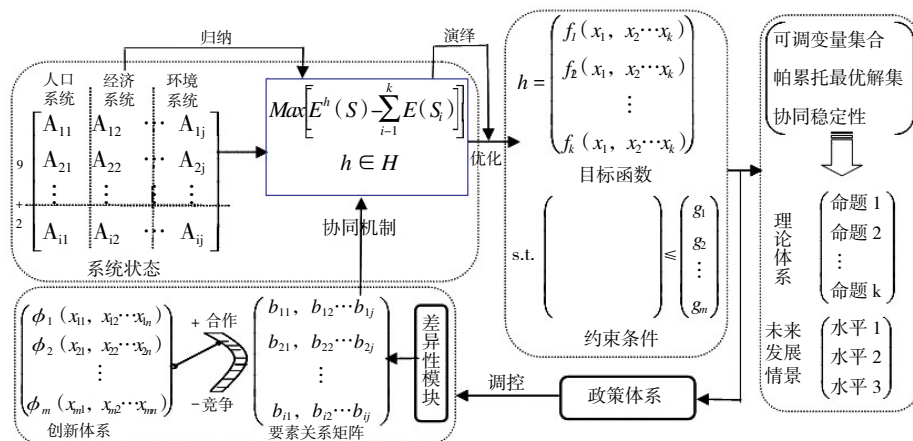 归纳
演绎
人口系统
经济系统
环境系统
A₁₁ A₁₂ ⋯ A₁ⱼ
A₂₁ A₂₂ ⋯ A₂ⱼ
⋮ ⋮ ⋮
Aᵢ₁ Aᵢ₂ ⋯ Aᵢⱼ
9
+
2
系统状态
Max[Eʰ(S)-∑ᵏᵢ₋₁E(Sᵢ)]
h∈H
协同机制
优化
h=
f₁(x₁, x₂⋯xₖ)
f₂(x₁, x₂⋯xₖ)
⋮
fₖ(x₁, x₂⋯xₖ)
目标函数
s.t.
≤
g₁
g₂
⋮
gₘ
约束条件
可调变量集合
帕累托最优解集
协同稳定性
理论体系
命题 1
命题 2
⋮
命题 k
未来发展情景
水平 1
水平 2
水平 3
ϕ₁(x₁₁, x₁₂⋯x₁ₙ)
ϕ₂(x₂₁, x₂₂⋯x₂ₙ)
⋮
ϕₘ(xₘ₁, xₘ₂⋯xₘₙ)
创新体系
+ 合作
-竞争
b₁₁, b₁₂⋯b₁ⱼ
b₂₁, b₂₂⋯b₂ⱼ
⋮
bᵢ₁, bᵢ₂⋯bᵢⱼ
要素关系矩阵
差异性模块
调控
政策体系